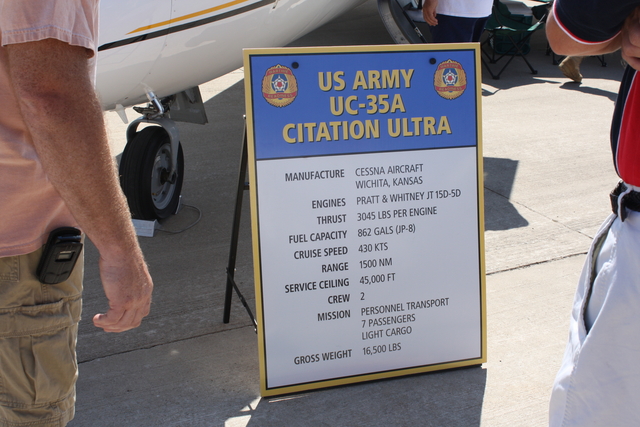 US ARMY
UC-35A
CITATION ULTRA
MANUFACTURE CESSNA AIRCRAFT
WICHITA, KANSAS
ENGINES PRATT & WHITNEY JT15D-5D
THRUST 3045 LBS PER ENGINE
FUEL CAPACITY 862 GALS (JP-8)
CRUISE SPEED 430 KTS
RANGE 1500 NM
SERVICE CEILING 45,000 FT
CREW 2
MISSION PERSONNEL TRANSPORT
7 PASSENGERS
LIGHT CARGO
GROSS WEIGHT 16,500 LBS